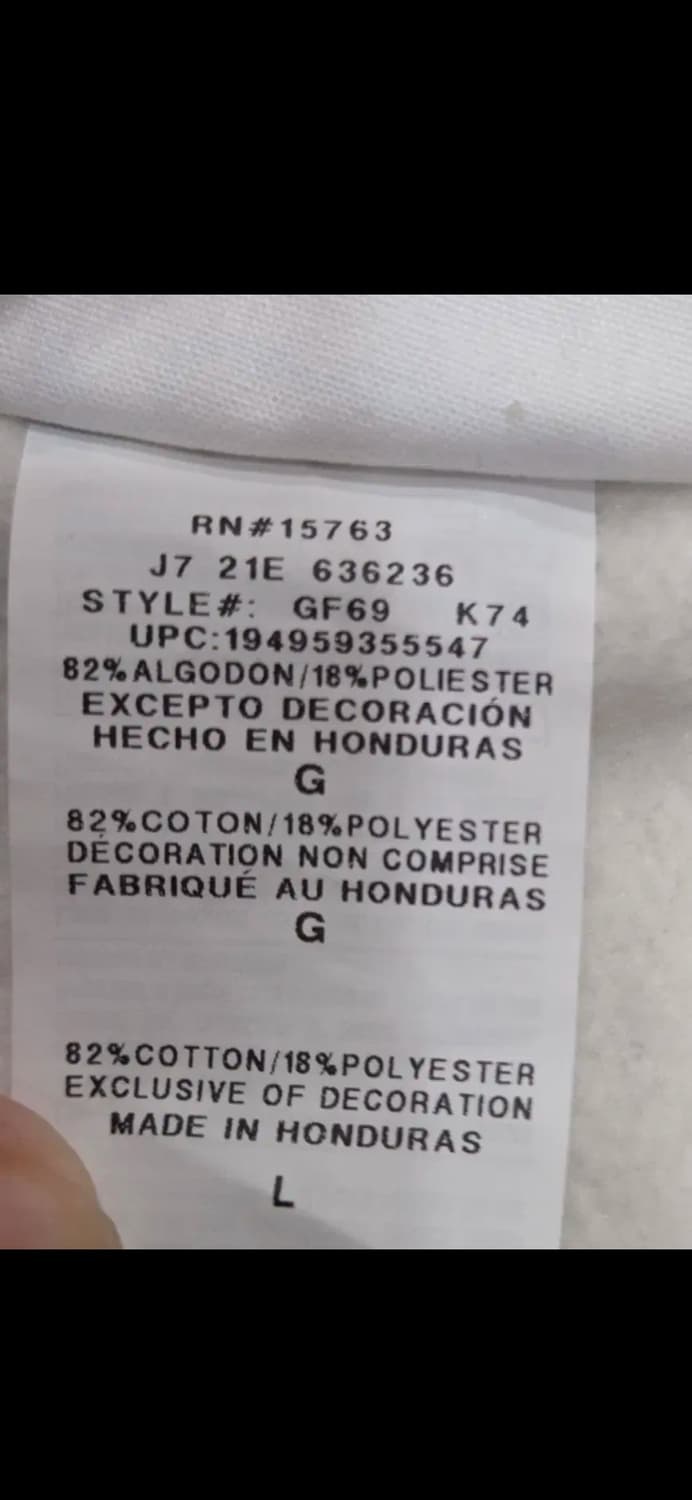 RN#15763
J7 21E 636236
STYLE#: GF69 K74
UPC:194959355547
82%ALGODON/18%POLIESTER
EXCEPTO DECORACIÓN
HECHO EN HONDURAS
G
82%COTON/18%POLYESTER
DÉCORATION NON COMPRISE
FABRIQUÉ AU HONDURAS
G
82%COTTON/18%POLYESTER
EXCLUSIVE OF DECORATION
MADE IN HONDURAS
L